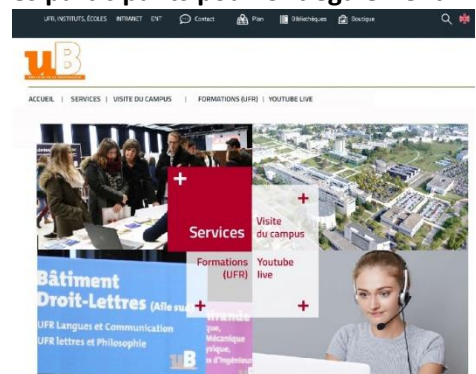 UFR, INSTITUTS, ÉCOLES INTRANET ENT Contact Plan Bibliothèques Boutique
uB
ACCUEIL | SERVICES | VISITE DU CAMPUS | FORMATIONS (UFR) | YOUTUBE LIVE
Services
Visite
du campus
Formations
(UFR)
Youtube
live
Bâtiment
Droit-Lettres (Aile sud
UFR Langues et Communication
UFR lettres et Philosophie
uB